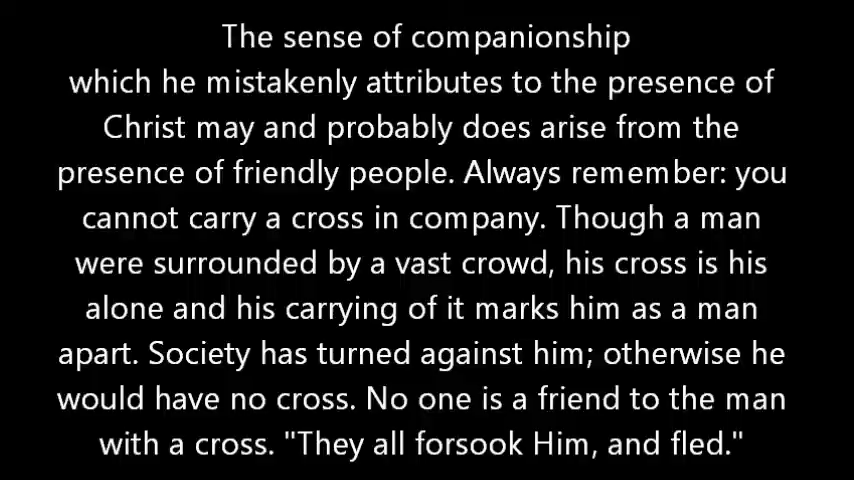 The sense of companionship
which he mistakenly attributes to the presence of
Christ may and probably does arise from the
presence of friendly people. Always remember: you
cannot carry a cross in company. Though a man
were surrounded by a vast crowd, his cross is his
alone and his carrying of it marks him as a man
apart. Society has turned against him; otherwise he
would have no cross. No one is a friend to the man
with a cross. "They all forsook Him, and fled."